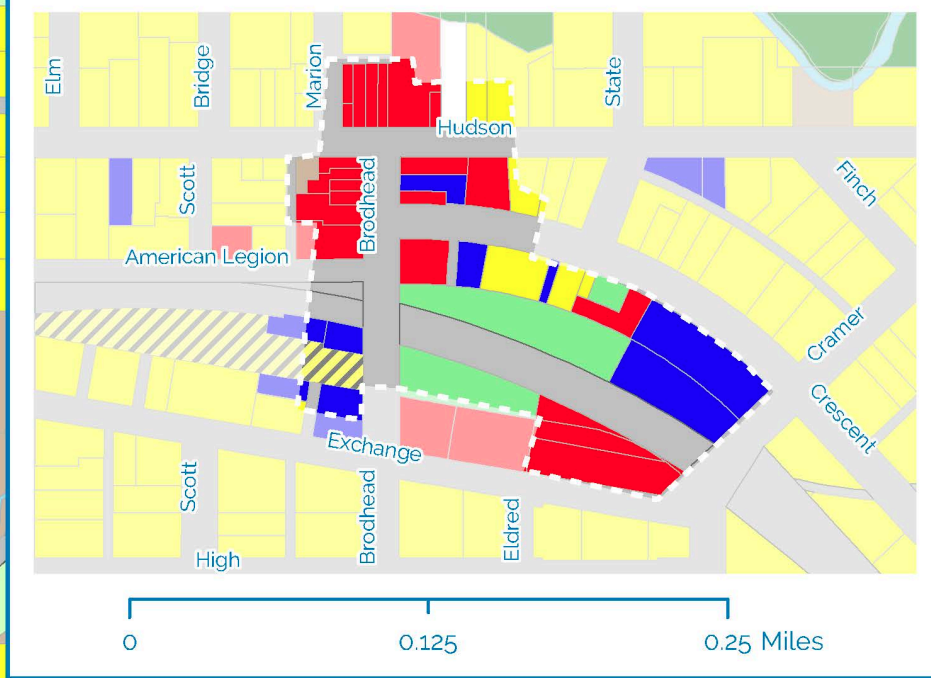 Elm
Bridge
Marion
State
Hudson
Scott
Brodhead
Finch
American Legion
Cramer
Crescent
Exchange
Scott
Brodhead
Eldred
High
0
0.125
0.25 Miles